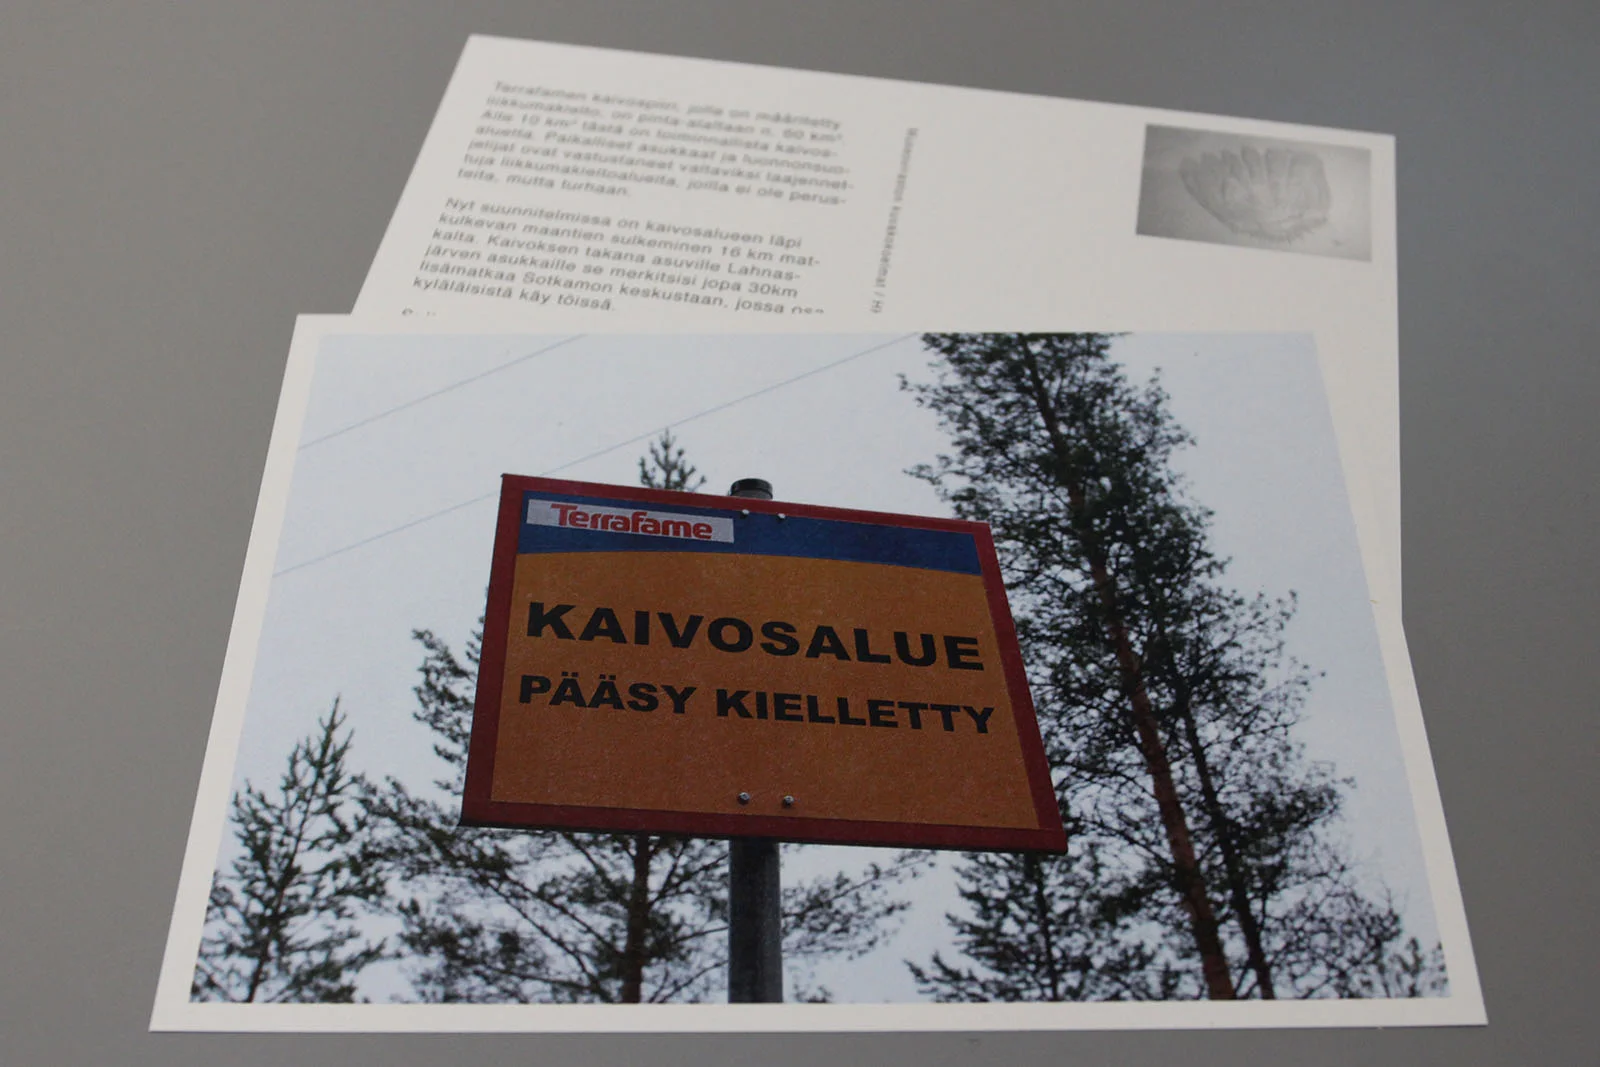 Terrafamen kaivospiiri, jolla on määritetty
liikkumakielto, on pinta-alaltaan n. 60 km².
Alle 10 km² tästä on toiminnallista kaivos-
aluetta. Paikalliset asukkaat ja luonnonsuo-
jelijat ovat vastustaneet valtaviksi laajennet-
tuja liikkumakieltoalueita, joilla ei ole perus-
teita, mutta turhaan.
Nyt suunnitelmissa on kaivosalueen läpi
kulkevan maantien sulkeminen 16 km mat-
kalta. Kaivoksen takana asuville Lahnas-
järven asukkaille se merkitsisi jopa 30km
lisämatkaa Sotkamon keskustaan, jossa osa
kyläläisistä käy töissä.
Terrafame
KAIVOSALUE
PÄÄSY KIELLETTY